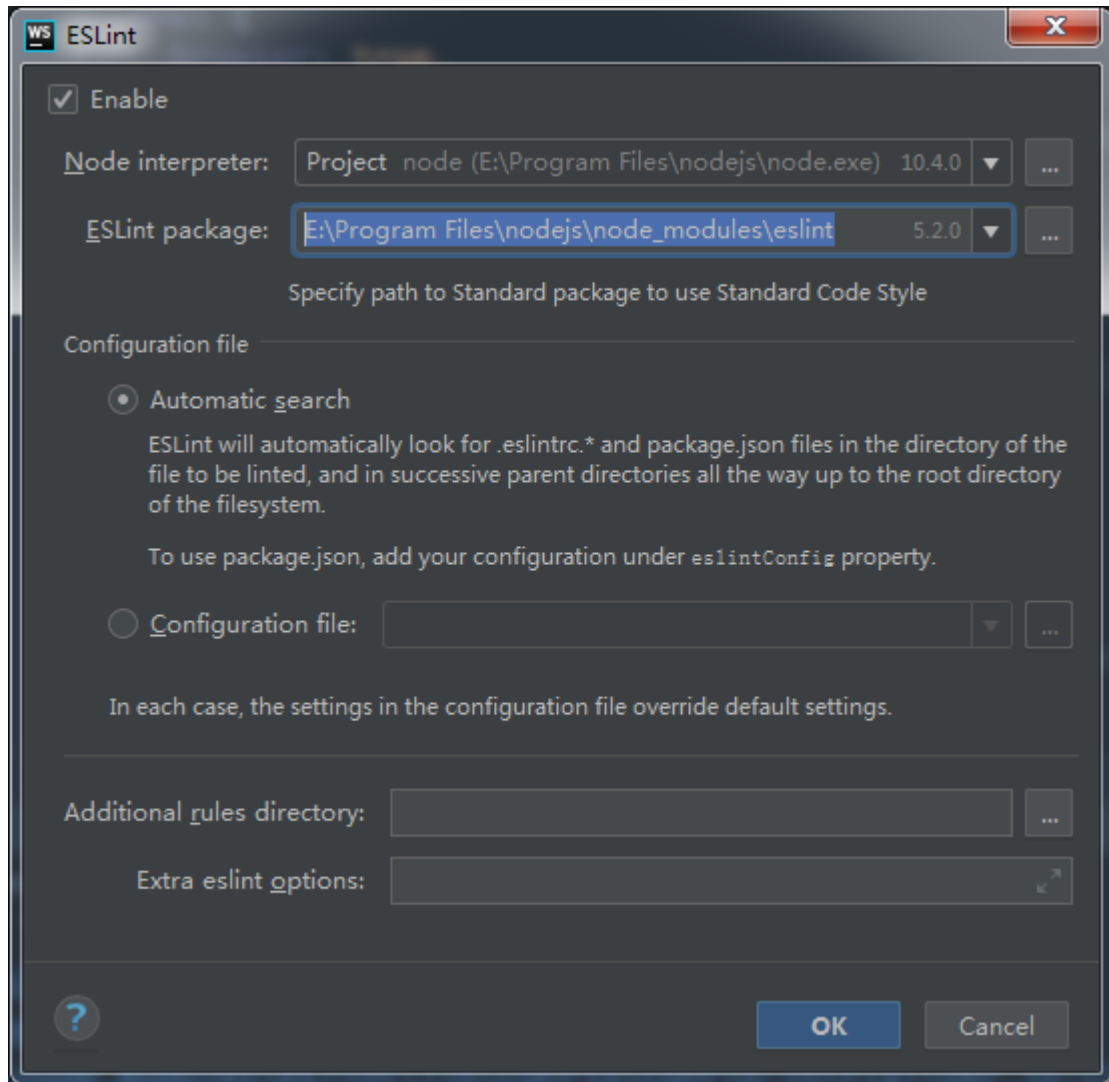 WS ESLint
Enable
Node interpreter: Project node (E:\Program Files\nodejs\node.exe) 10.4.0 ...
ESLint package: E:\Program Files\nodejs\node_modules\eslint 5.2.0 ...
Specify path to Standard package to use Standard Code Style
Configuration file
Automatic search
ESLint will automatically look for .eslintrc.* and package.json files in the directory of the
file to be linted, and in successive parent directories all the way up to the root directory
of the filesystem.
To use package.json, add your configuration under eslintConfig property.
Configuration file: ...
In each case, the settings in the configuration file override default settings.
Additional rules directory: ...
Extra eslint options:
? OK Cancel